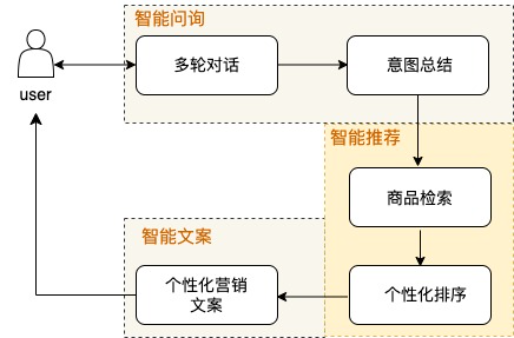 智能问询
多轮对话
意图总结
user
智能推荐
商品检索
智能文案
个性化营销
文案
个性化排序